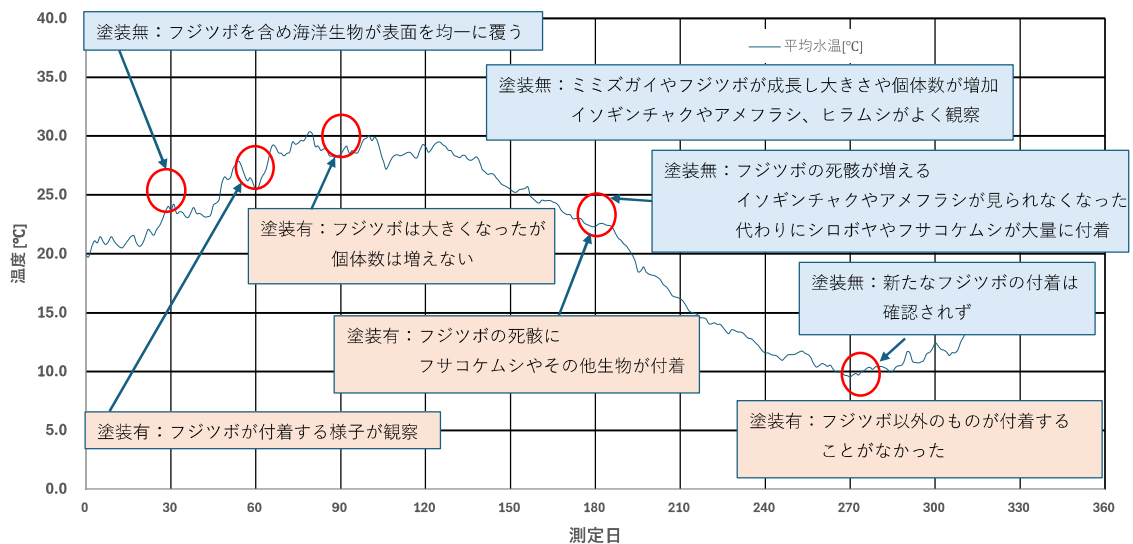 40.0
35.0
30.0
25.0
20.0
15.0
10.0
5.0
0.0
温度 [℃]
0
30
60
90
120
150
180
210
240
270
300
330
360
測定日
平均水温[℃]
塗装無：フジツボを含め海洋生物が表面を均一に覆う
塗装無：ミミズガイやフジツボが成長し大きさや個体数が増加
イソギンチャクやアメフラシ、ヒラムシがよく観察
塗装無：フジツボの死骸が増える
イソギンチャクやアメフラシが見られなくなった
代わりにシロボヤやフサコケムシが大量に付着
塗装有：フジツボは大きくなったが
個体数は増えない
塗装無：新たなフジツボの付着は
確認されず
塗装有：フジツボの死骸に
フサコケムシやその他生物が付着
塗装有：フジツボが付着する様子が観察
塗装有：フジツボ以外のものが付着する
ことがなかった